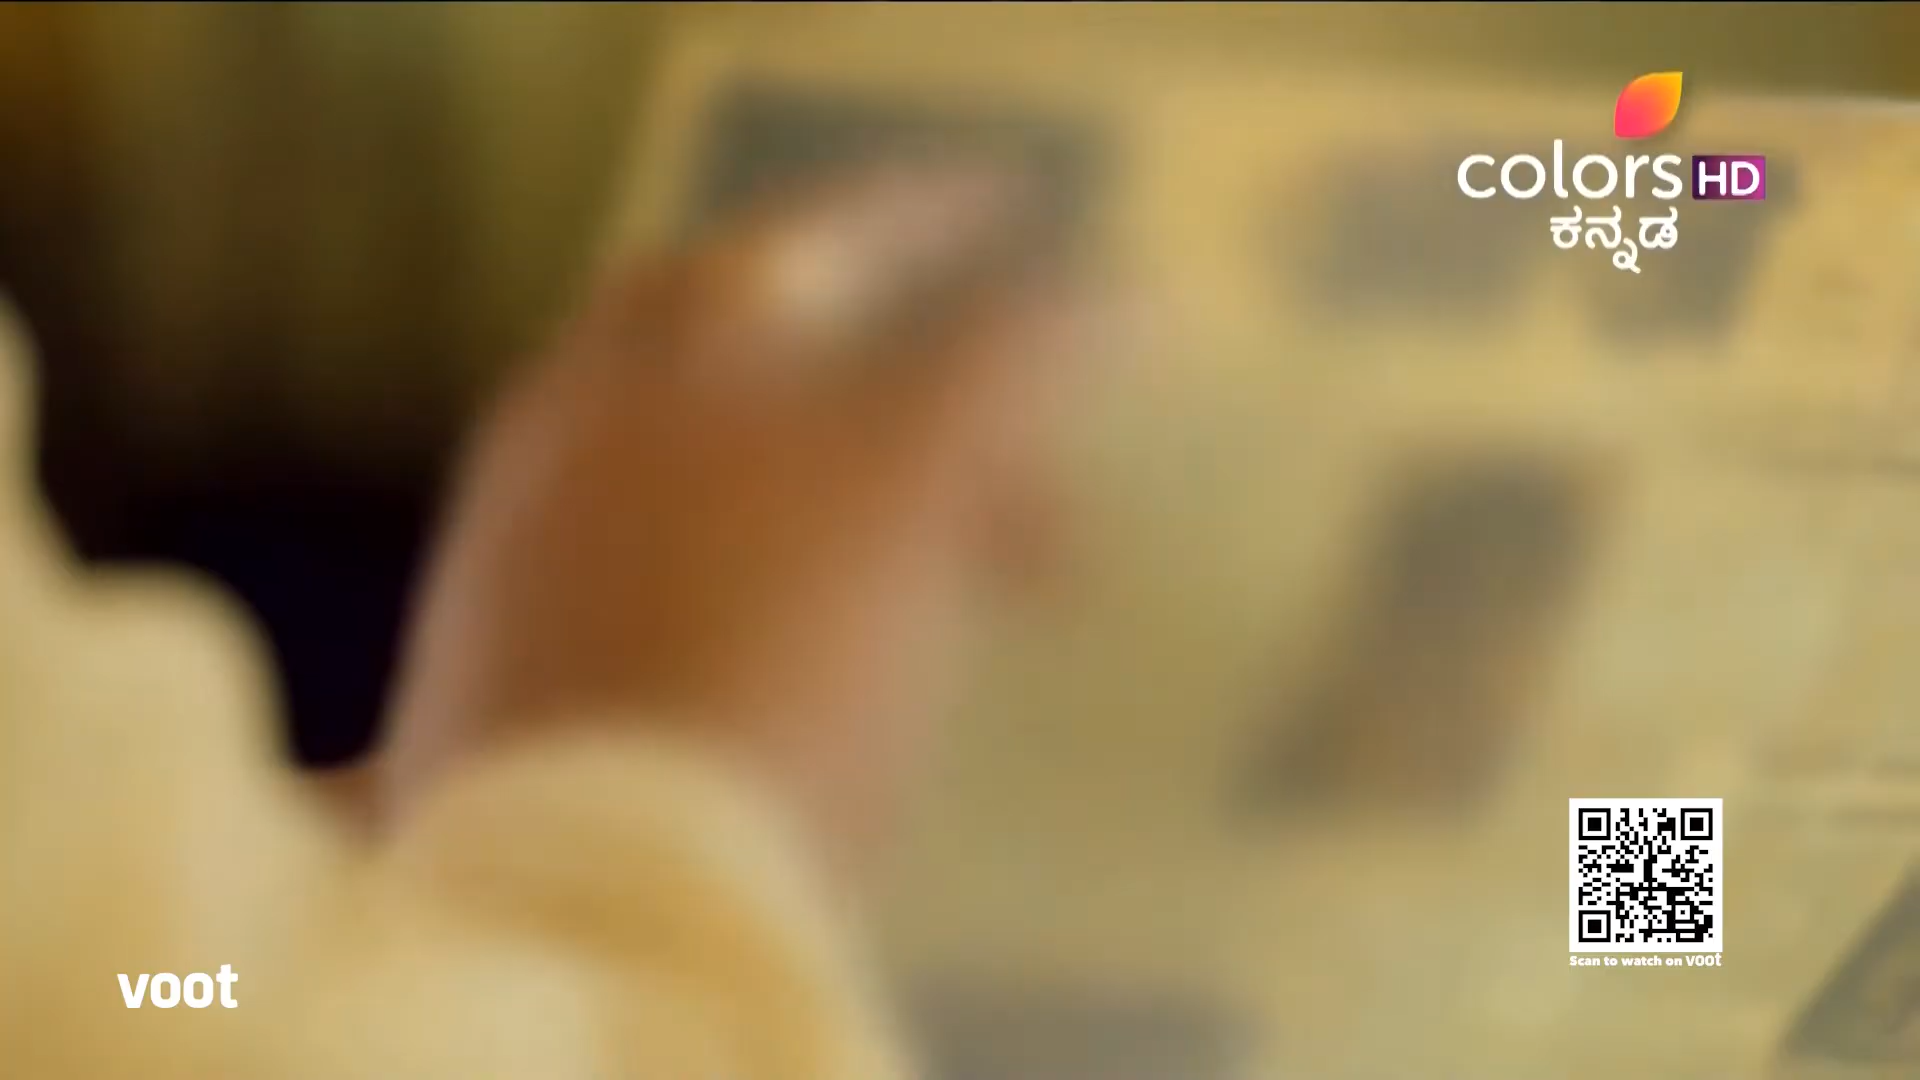 colors HD
ಕನ್ನಡ
Scan to watch on voot
voot